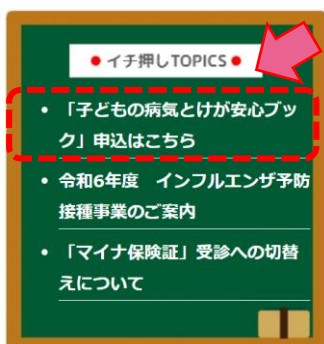 ● イチ押しTOPICS ●
• 「子どもの病気とけが安心ブッ
ク」申込はこちら
• 令和6年度　インフルエンザ予防
接種事業のご案内
• 「マイナ保険証」受診への切替
えについて